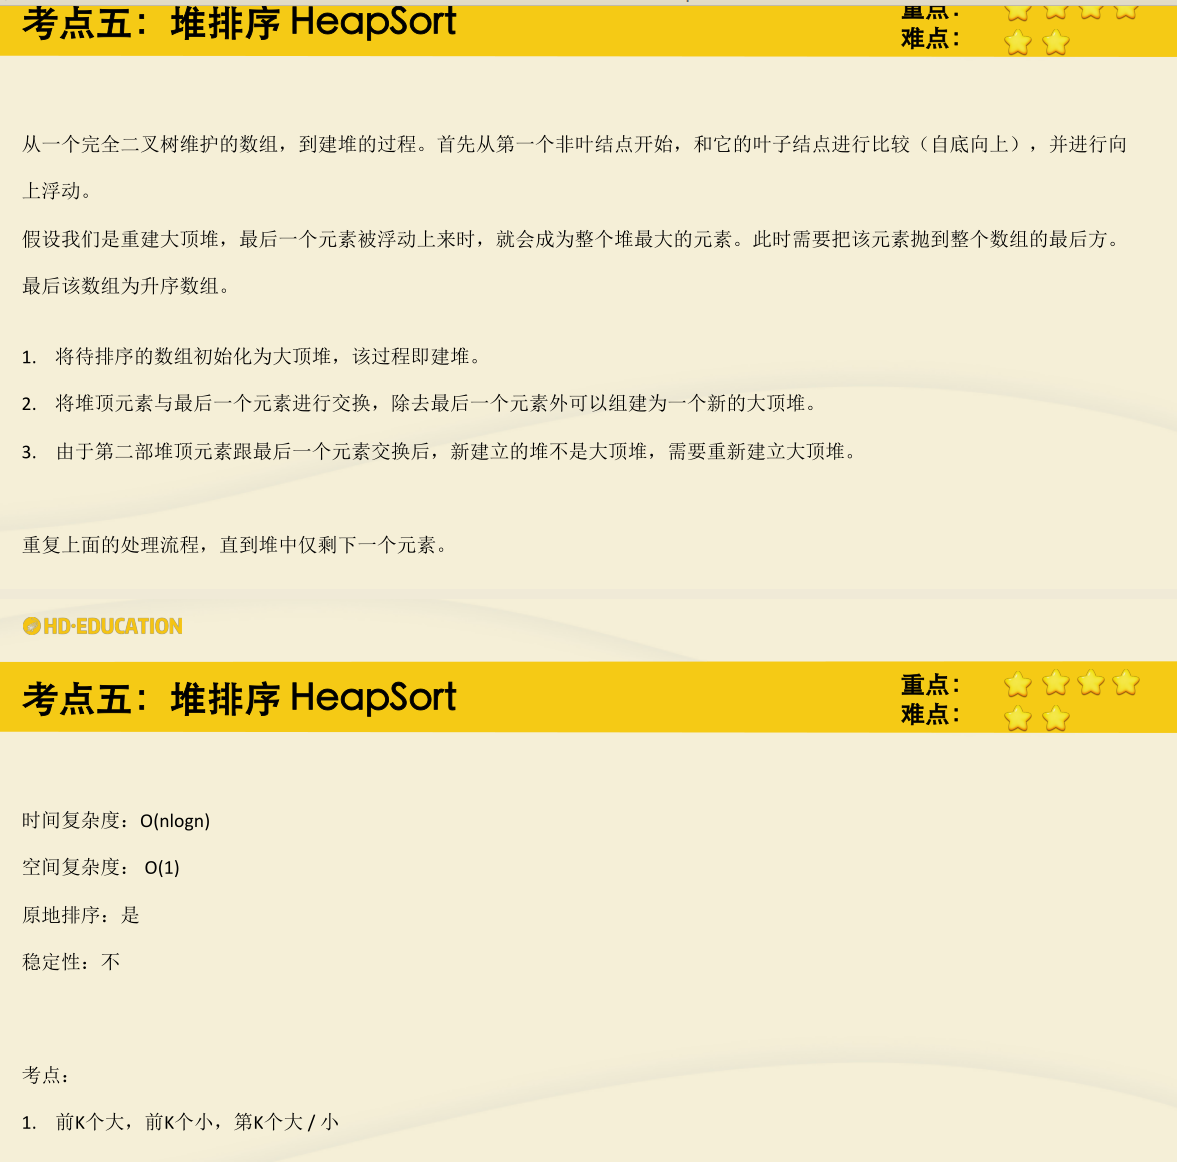 考点五：堆排序 HeapSort
重点：
难点：
从一个完全二叉树维护的数组，到建堆的过程。首先从第一个非叶结点开始，和它的叶子结点进行比较（自底向上），并进行向
上浮动。
假设我们是重建大顶堆，最后一个元素被浮动上来时，就会成为整个堆最大的元素。此时需要把该元素抛到整个数组的最后方。
最后该数组为升序数组。
1. 将待排序的数组初始化为大顶堆，该过程即建堆。
2. 将堆顶元素与最后一个元素进行交换，除去最后一个元素外可以组建为一个新的大顶堆。
3. 由于第二部堆顶元素跟最后一个元素交换后，新建立的堆不是大顶堆，需要重新建立大顶堆。
重复上面的处理流程，直到堆中仅剩下一个元素。
HD·EDUCATION
考点五：堆排序 HeapSort
重点：
难点：
时间复杂度：O(nlogn)
空间复杂度： O(1)
原地排序：是
稳定性：不
考点：
1. 前K个大，前K个小，第K个大 / 小